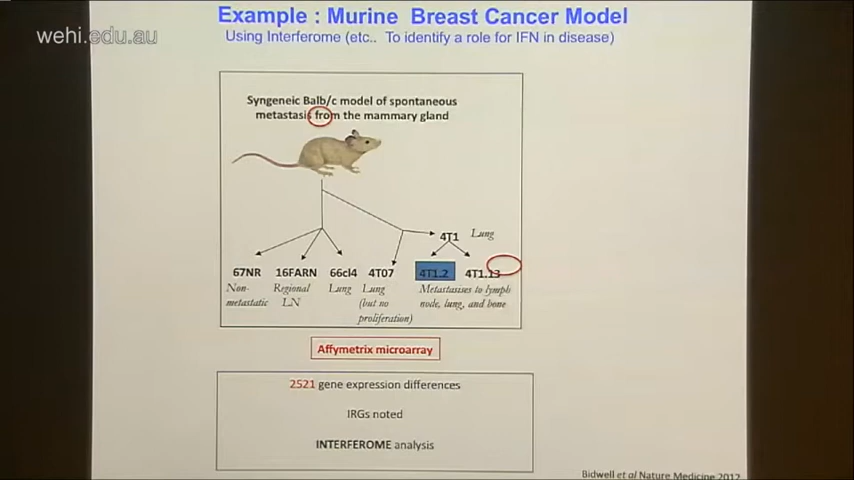 Example : Murine Breast Cancer Model
wehi.edu.au
Using Interferome (etc.. To identify a role for IFN in disease)
Syngeneic Balb/c model of spontaneous
metastasis from the mammary gland
4T1 Lung
67NR 16FARN 66cl4 4T07 4T1.2 4T1.13
Non-
metastatic
Regional
LN
Lung
Lung
(but no
proliferation)
Metastasises to lymph
node, lung, and bone
Affymetrix microarray
2521 gene expression differences
IRGs noted
INTERFEROME analysis
Bidwell et al Nature Medicine 2012